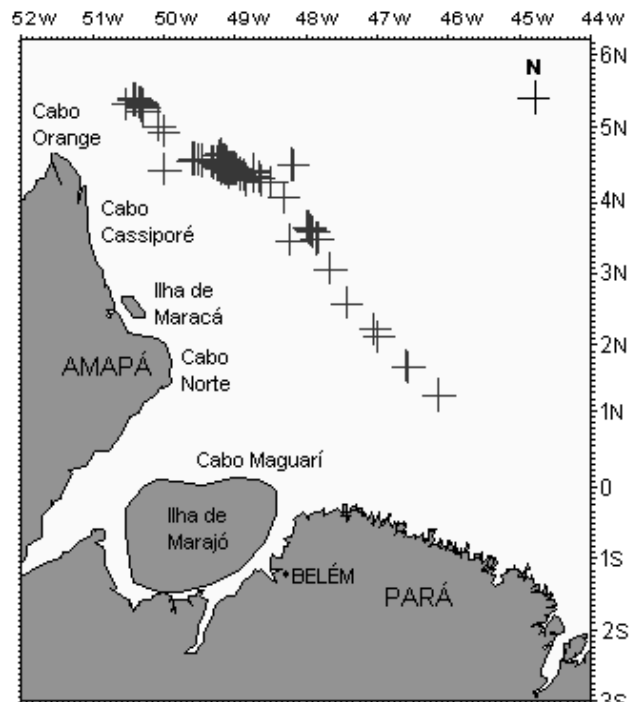 52W 51W 50W 49W 48W 47W 46W 45W 44W
6N
N
Cabo
Orange
5N
Cabo
Cassiporé
4N
3N
Ilha de
Maracá
AMAPÁ
Cabo
Norte
2N
1N
Cabo Maguarí
0
Ilha de
Marajó
1S
BELÉM
PARÁ
2S
3S